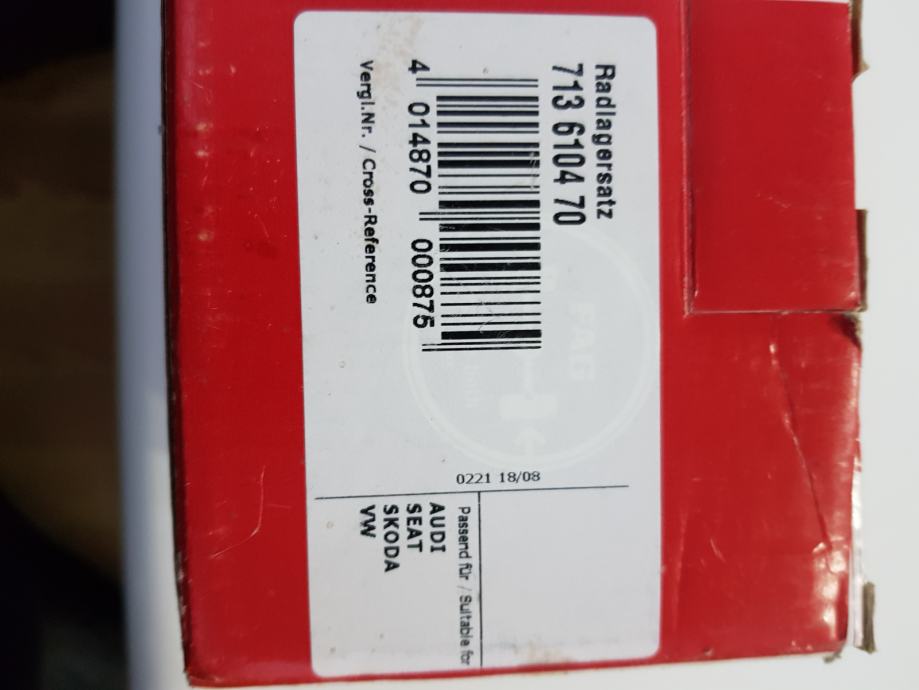 Radlagersatz
713 6104 70
4 014870 000875
Vergl.Nr. / Cross-Reference
FAG
0221 18/08
Passend für / Suitable for
AUDI
SEAT
SKODA
VW